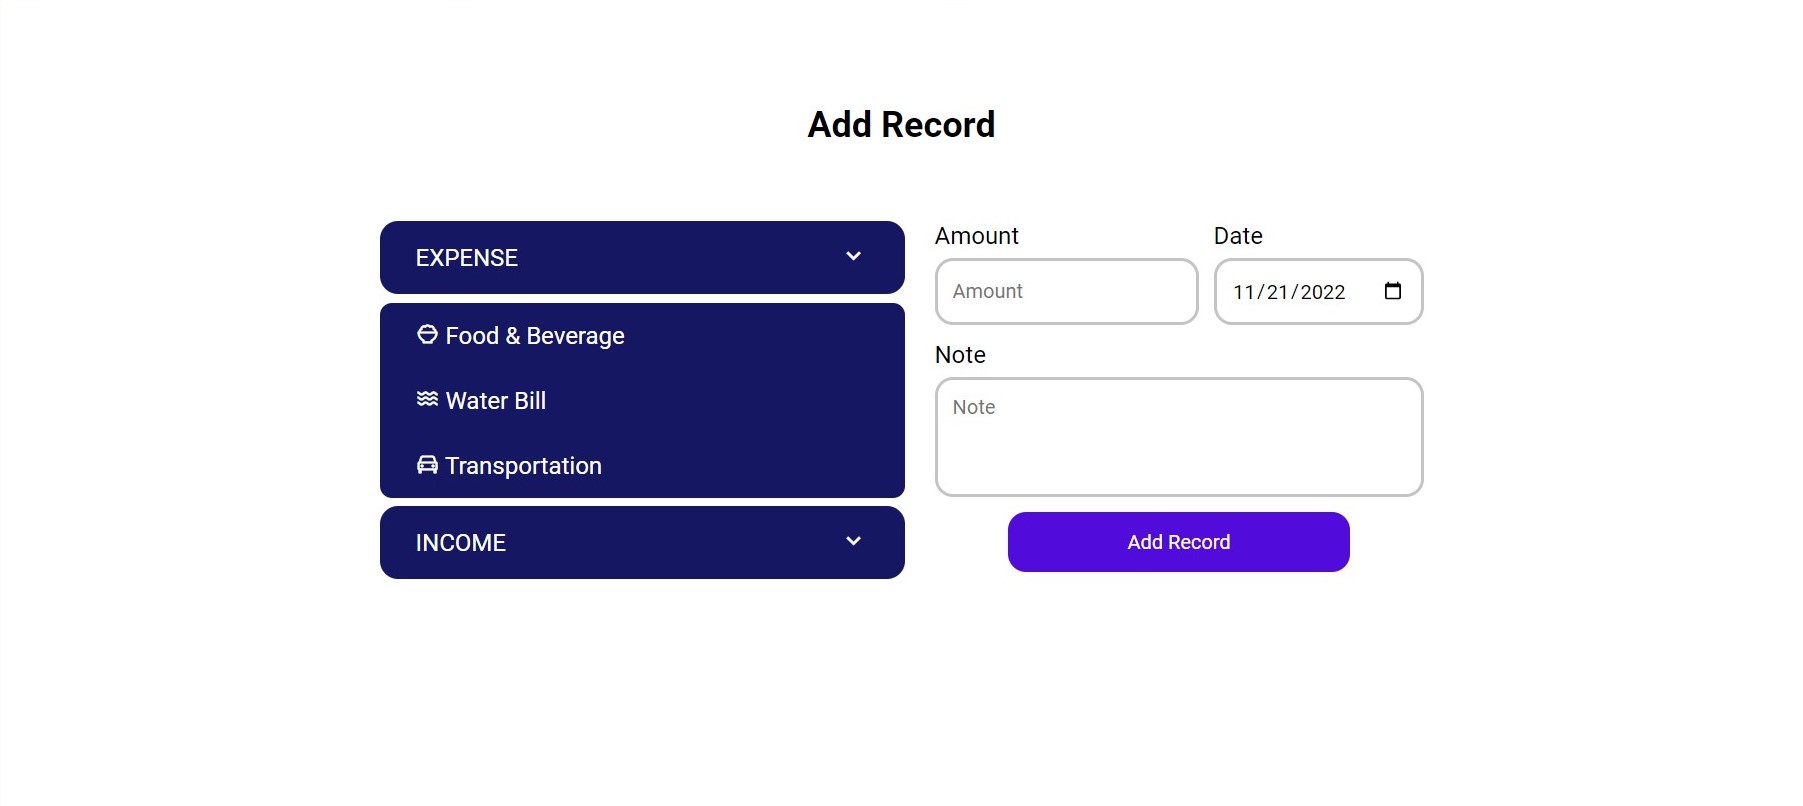 Add Record
EXPENSE
Food & Beverage
Water Bill
Transportation
INCOME
Amount
Date
Amount
11/21/2022
Note
Note
Add Record